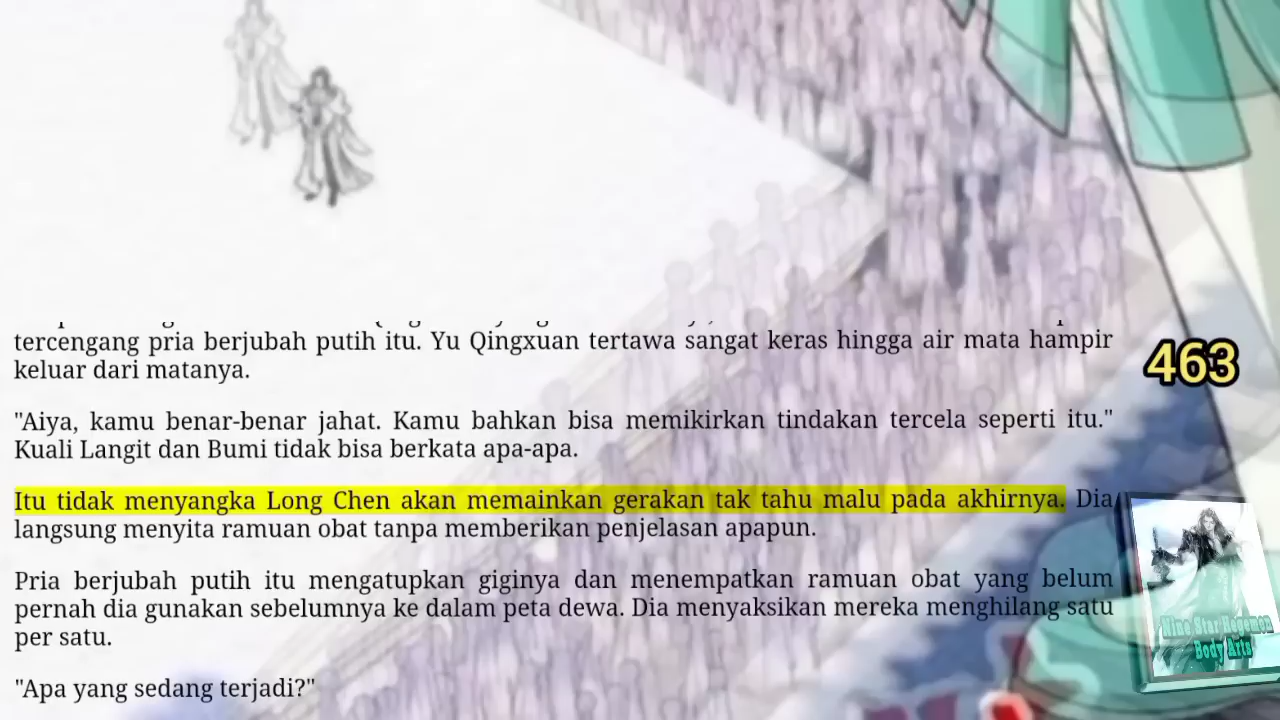 tercengang pria berjubah putih itu. Yu Qingxuan tertawa sangat keras hingga air mata hampir
keluar dari matanya.
"Aiya, kamu benar-benar jahat. Kamu bahkan bisa memikirkan tindakan tercela seperti itu."
Kuali Langit dan Bumi tidak bisa berkata apa-apa.
Itu tidak menyangka Long Chen akan memainkan gerakan tak tahu malu pada akhirnya. Dia
langsung menyita ramuan obat tanpa memberikan penjelasan apapun.
Pria berjubah putih itu mengatupkan giginya dan menempatkan ramuan obat yang belum
pernah dia gunakan sebelumnya ke dalam peta dewa. Dia menyaksikan mereka menghilang satu
per satu.
"Apa yang sedang terjadi?"
463
Nine Star Hegemon
Body Arts